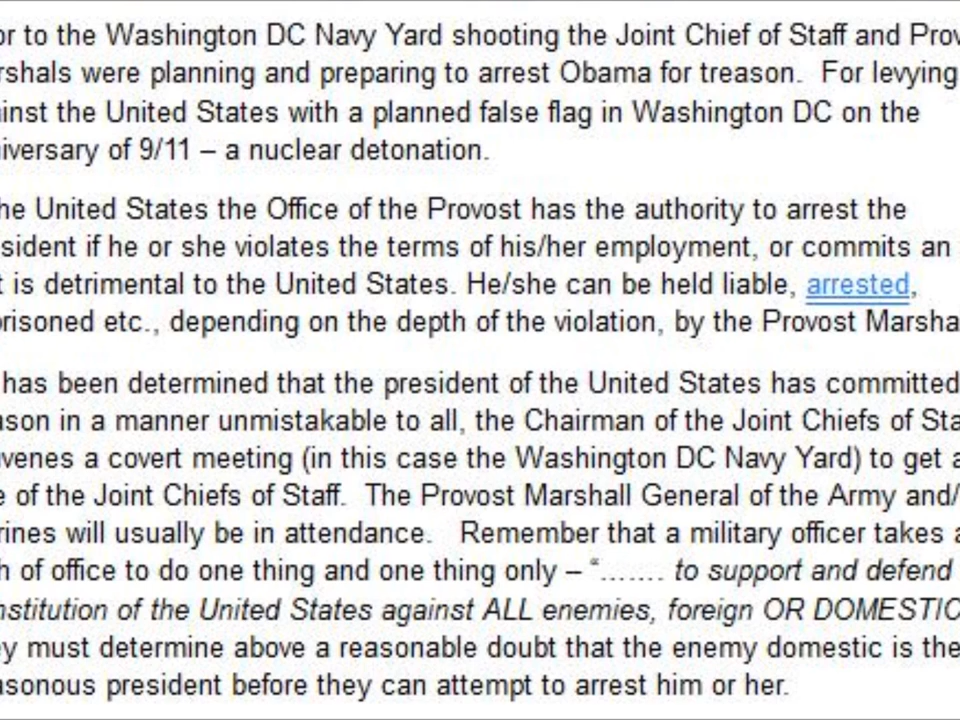 or to the Washington DC Navy Yard shooting the Joint Chief of Staff and Prov
rshals were planning and preparing to arrest Obama for treason. For levying
ainst the United States with a planned false flag in Washington DC on the
iversary of 9/11 – a nuclear detonation.
he United States the Office of the Provost has the authority to arrest the
sident if he or she violates the terms of his/her employment, or commits an
t is detrimental to the United States. He/she can be held liable, arrested,
prisoned etc., depending on the depth of the violation, by the Provost Marsha
has been determined that the president of the United States has committed
ason in a manner unmistakable to all, the Chairman of the Joint Chiefs of Sta
nvenes a covert meeting (in this case the Washington DC Navy Yard) to get a
e of the Joint Chiefs of Staff. The Provost Marshall General of the Army and/
rines will usually be in attendance. Remember that a military officer takes a
h of office to do one thing and one thing only – “....... to support and defend
nstitution of the United States against ALL enemies, foreign OR DOMESTIC
ey must determine above a reasonable doubt that the enemy domestic is the
asonous president before they can attempt to arrest him or her.